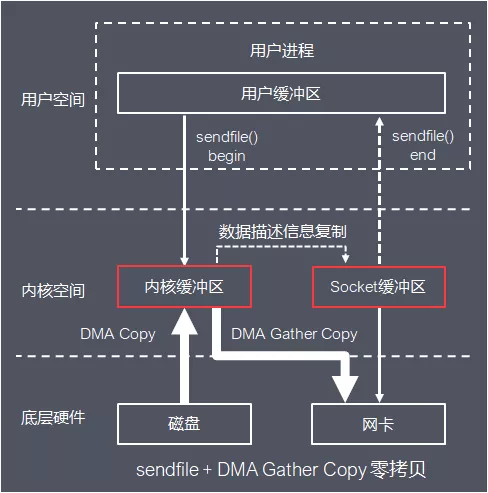 用户进程
用户空间
用户缓冲区
sendfile()
begin
sendfile()
end
数据描述信息复制
内核空间
内核缓冲区
Socket缓冲区
DMA Copy
DMA Gather Copy
底层硬件
磁盘
网卡
sendfile + DMA Gather Copy 零拷贝